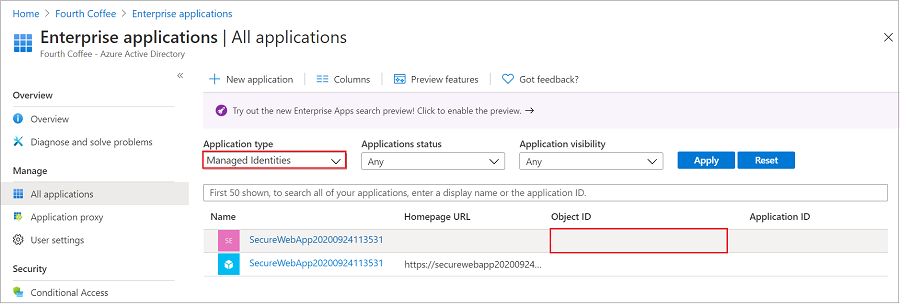 Home > Fourth Coffee > Enterprise applications
Enterprise applications | All applications
Fourth Coffee - Azure Active Directory
«
Overview
Overview
Diagnose and solve problems
Manage
All applications
Application proxy
User settings
Security
Conditional Access
+ New application
Columns
Preview features
Got feedback?
Try out the new Enterprise Apps search preview! Click to enable the preview. →
Application type Applications status Application visibility
Managed Identities Any Any Apply Reset
First 50 shown, to search all of your applications, enter a display name or the application ID.
Name Homepage URL Object ID Application ID
SE SecureWebApp20200924113531
SecureWebApp20200924113531 https://securewebapp20200924...